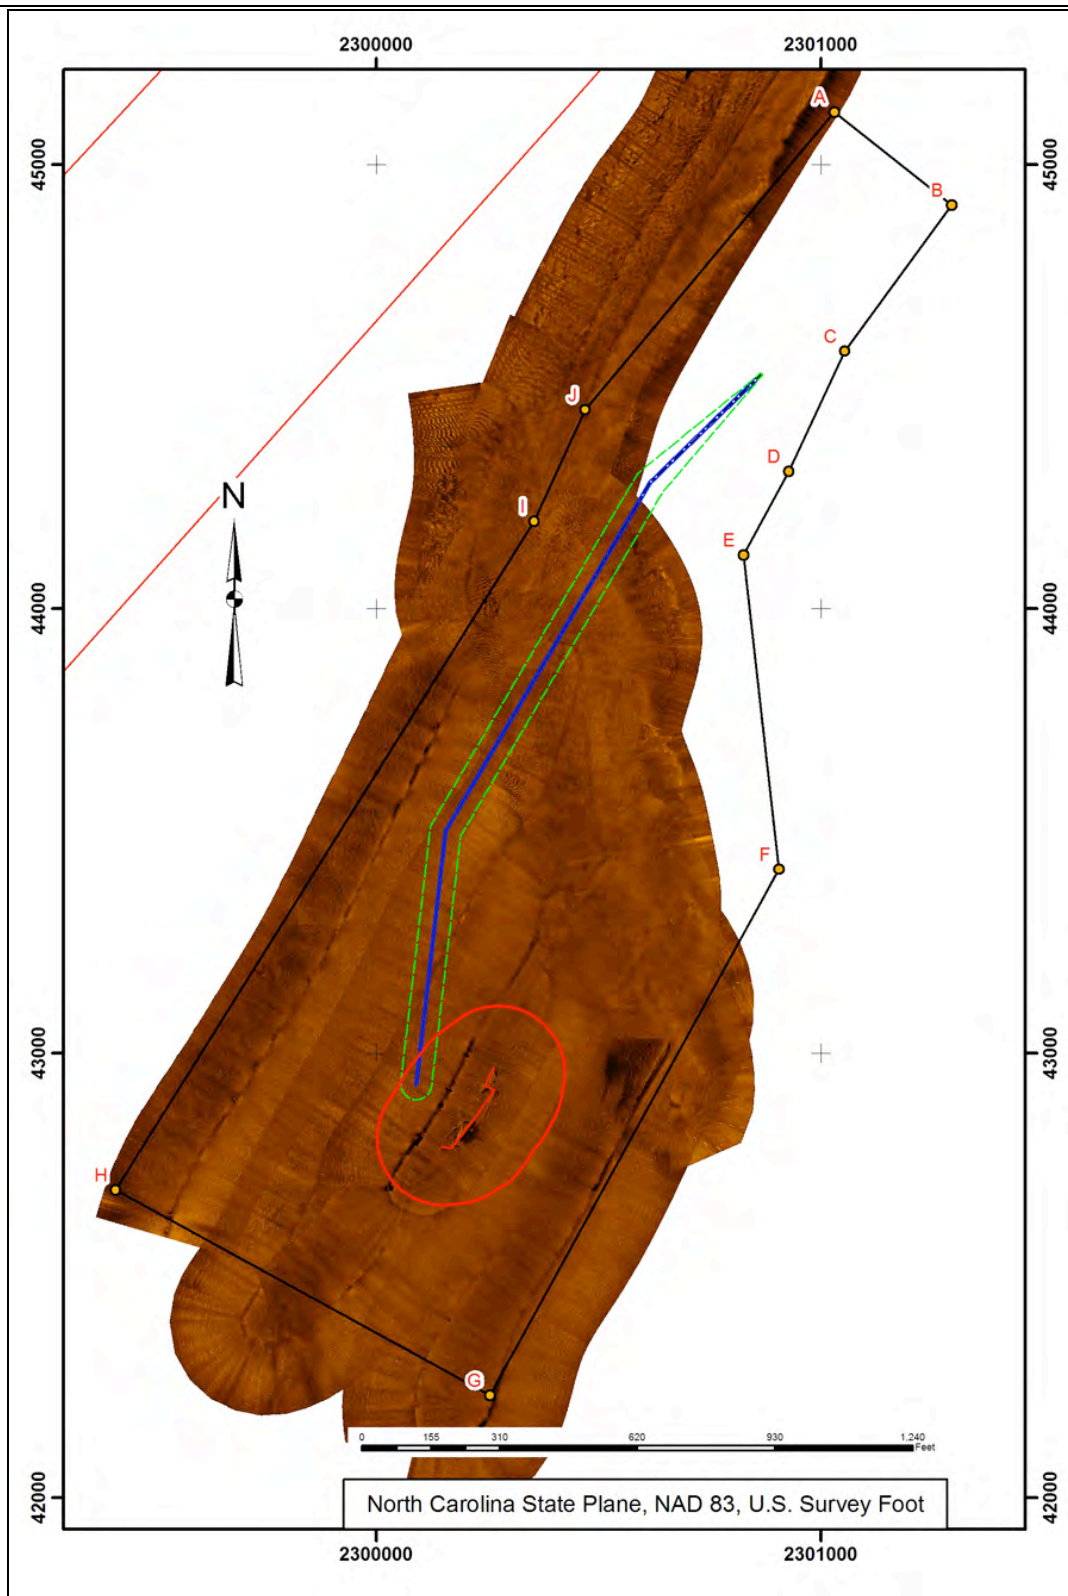 2300000 2301000
A
45000 45000
B
C
J
D
N
I
E
44000 44000
F
43000 43000
H
G
0 155 310 620 930 1,240
Feet
North Carolina State Plane, NAD 83, U.S. Survey Foot
42000 42000
2300000 2301000